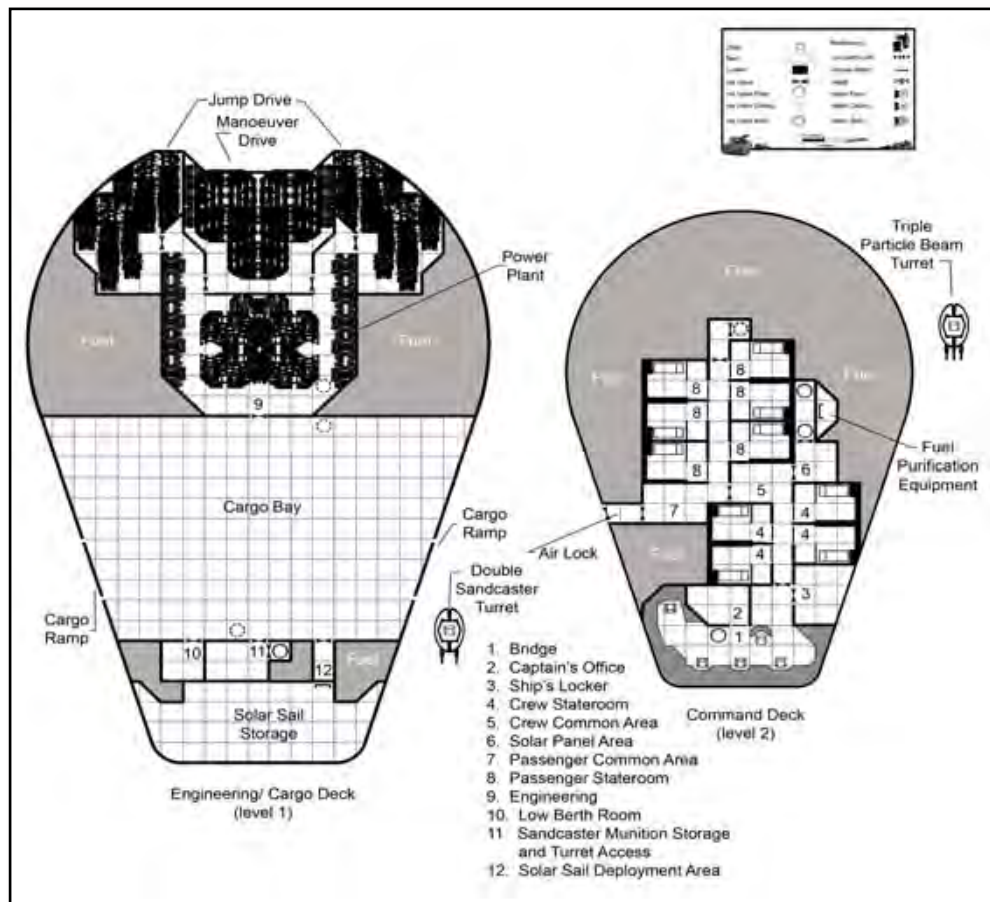 Jump Drive
Manoeuver
Drive
Power
Plant
Fuel
Fuel
9
Cargo Bay
Cargo
Ramp
Cargo
Ramp
10
11
12
Fuel
Solar Sail
Storage
Engineering/ Cargo Deck
(level 1)
Double
Sandcaster
Turret
Triple
Particle Beam
Turret
Fuel
Fuel
Fuel
8
8
8
8
8
8
6
Fuel
Purification
Equipment
5
7
Air Lock
4
4
4
4
Fuel
3
2
1
Command Deck
(level 2)
1. Bridge
2. Captain's Office
3. Ship's Locker
4. Crew Stateroom
5. Crew Common Area
6. Solar Panel Area
7. Passenger Common Area
8. Passenger Stateroom
9. Engineering
10. Low Berth Room
11 Sandcaster Munition Storage
and Turret Access
12. Solar Sail Deployment Area